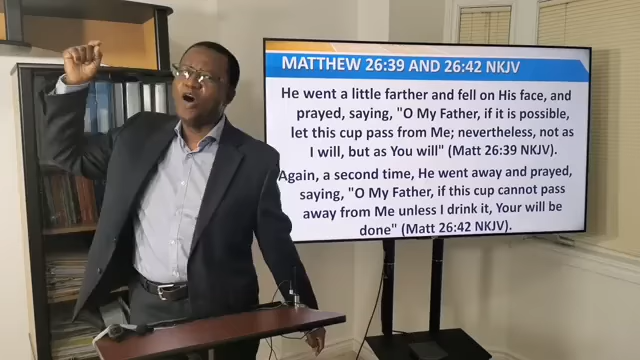 MATTHEW 26:39 AND 26:42 NKJV
He went a little farther and fell on His face, and
prayed, saying, "O My Father, if it is possible,
let this cup pass from Me; nevertheless, not as
I will, but as You will" (Matt 26:39 NKJV).
Again, a second time, He went away and prayed,
saying, "O My Father, if this cup cannot pass
away from Me unless I drink it, Your will be
done" (Matt 26:42 NKJV).